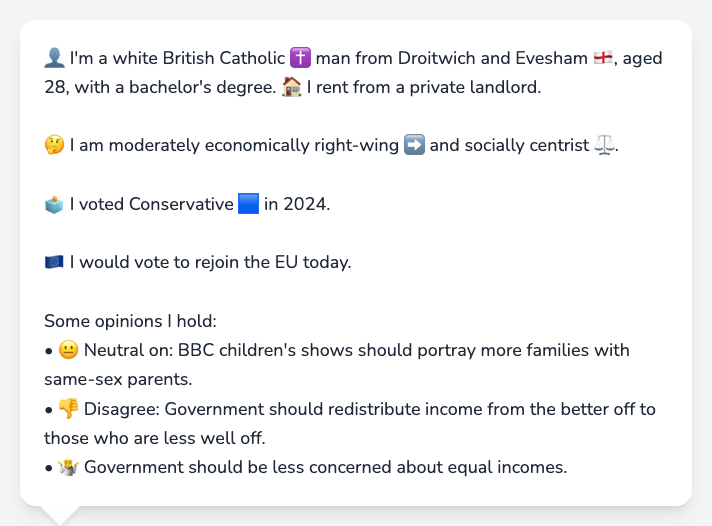 👤 I'm a white British Catholic ✝️ man from Droitwich and Evesham 🏴󠁧󠁢󠁥󠁮󠁧󠁿, aged
28, with a bachelor's degree. 🏠 I rent from a private landlord.
🤔 I am moderately economically right-wing ➡️ and socially centrist ⚖️.
🗳️ I voted Conservative 🟦 in 2024.
🇪🇺 I would vote to rejoin the EU today.
Some opinions I hold:
• 😐 Neutral on: BBC children's shows should portray more families with
same-sex parents.
• 👎 Disagree: Government should redistribute income from the better off to
those who are less well off.
• 🤷 Government should be less concerned about equal incomes.